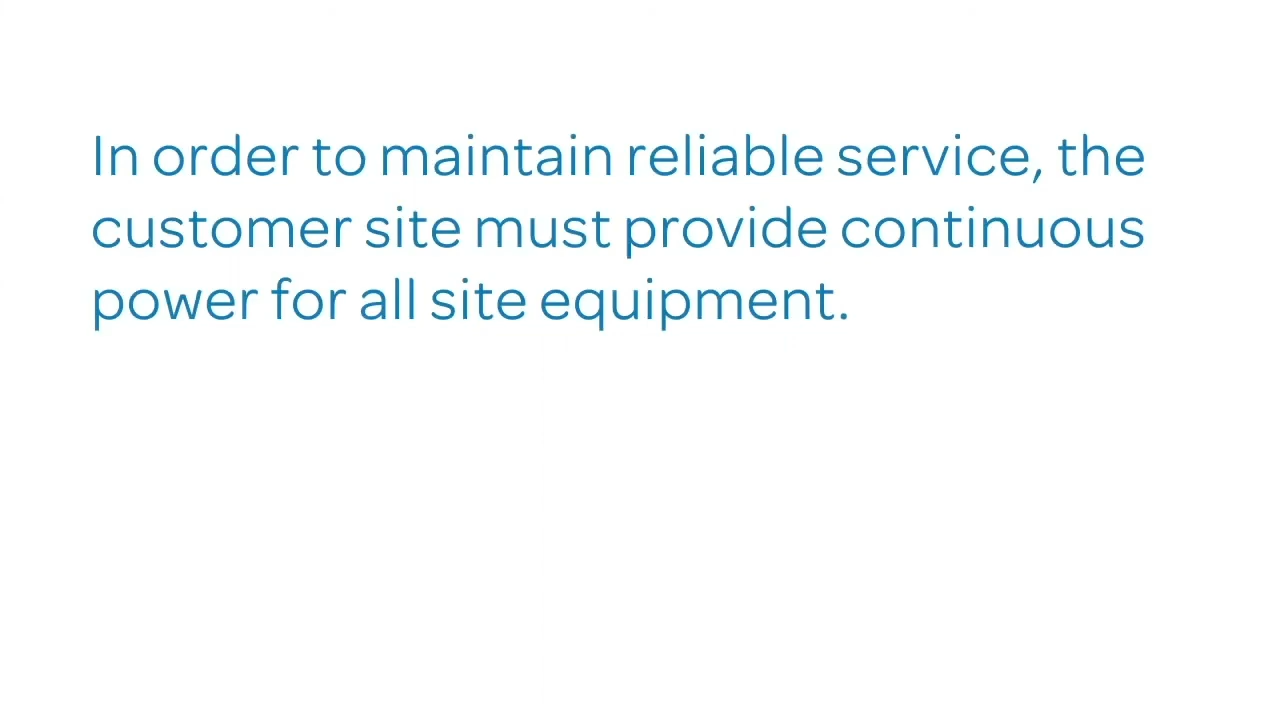 In order to maintain reliable service, the
customer site must provide continuous
power for all site equipment.